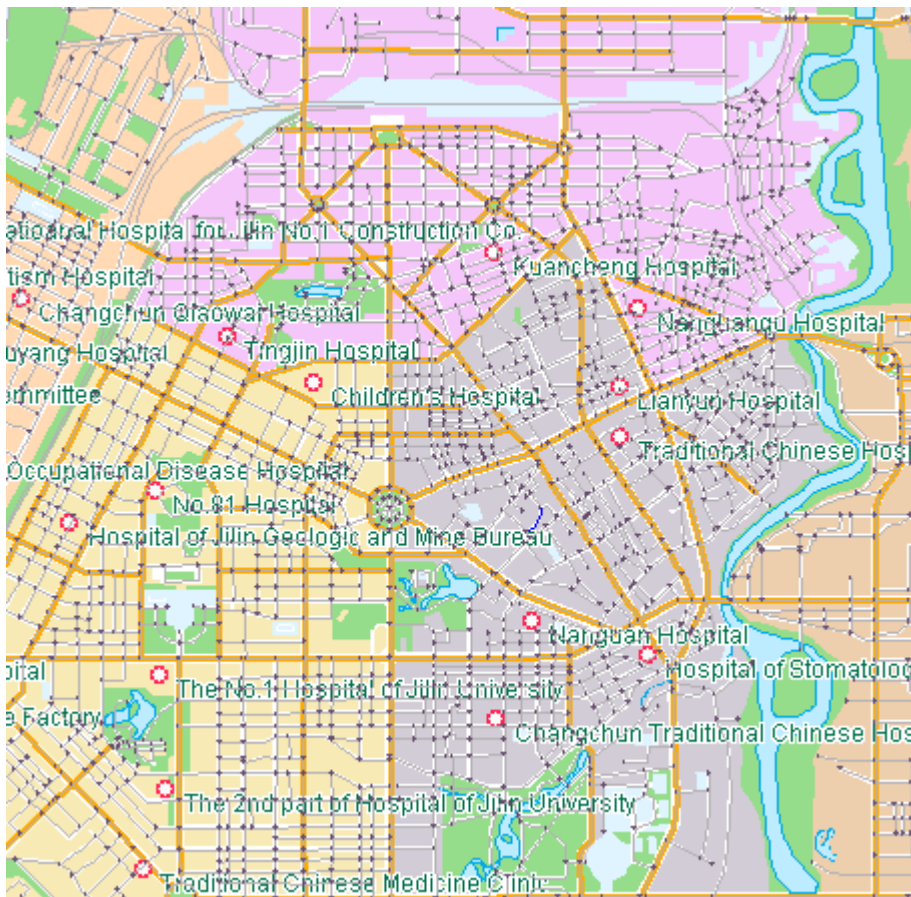 Hospital for Jilin No.1 Construction Co.
Kuancheng Hospital
tism Hospital
Changchun Qiaowai Hospital
Nanguanqu Hospital
uyang Hospital
Tingjin Hospital
ommittee
Children's Hospital
Lianyun Hospital
Traditional Chinese Hosp
Occupational Disease Hospital
No.81 Hospital
Hospital of Jilin Geologic and Mine Bureau
Nanguan Hospital
pital
Hospital of Stomatolog
The No.1 Hospital of Jilin University
e Factory
Changchun Traditional Chinese Hos
The 2nd part of Hospital of Jilin University
Traditional Chinese Medicine Clinic